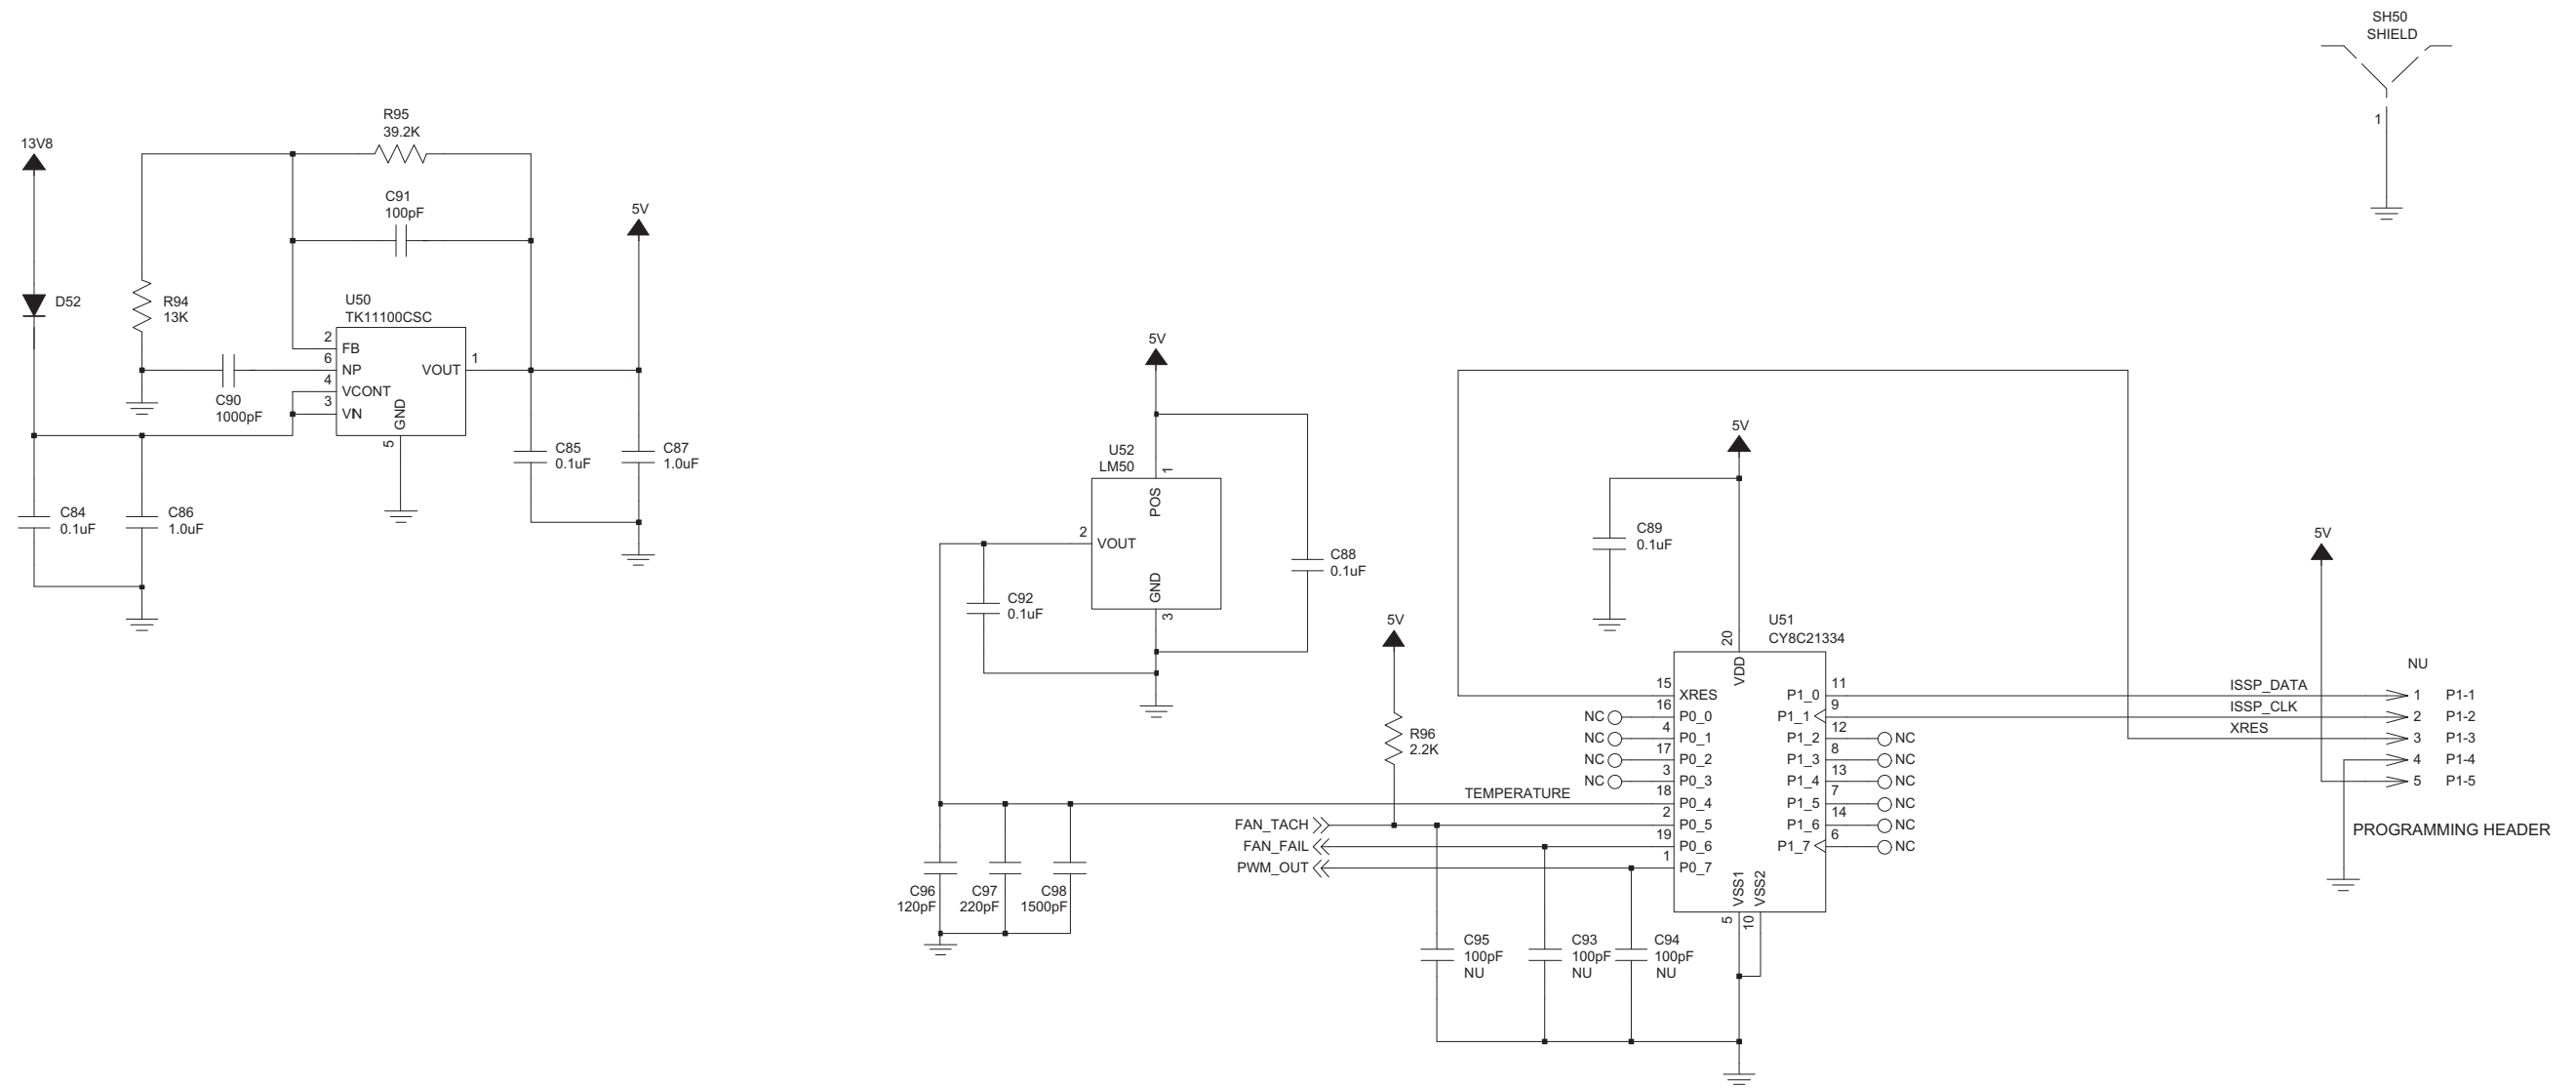 SH50
SHIELD
1
R95
39.2K
13V8
C91
100pF
5V
D52
R94
13K
U50
TK11100CSC
2
FB
6
NP
4
VCONT
3
VIN
VOUT
1
GND
5
C90
1000pF
C85
0.1uF
C87
1.0uF
C84
0.1uF
C86
1.0uF
5V
U52
LM50
1
POS
2
VOUT
GND
3
C88
0.1uF
C92
0.1uF
5V
C89
0.1uF
5V
R96
2.2K
U51
CY8C21334
20
VDD
15
XRES
16
NC
P0_0
4
NC
P0_1
17
NC
P0_2
3
NC
P0_3
18
TEMPERATURE
P0_4
2
FAN_TACH
P0_5
19
FAN_FAIL
P0_6
1
PWM_OUT
P0_7
P1_0
11
P1_1
9
P1_2
12
NC
P1_3
8
NC
P1_4
13
NC
P1_5
7
NC
P1_6
14
NC
P1_7
6
NC
VSS1
VSS2
5
10
5V
NU
ISSP_DATA
1
P1-1
ISSP_CLK
2
P1-2
XRES
3
P1-3
4
P1-4
5
P1-5
PROGRAMMING HEADER
C96
120pF
C97
220pF
C98
1500pF
C95
100pF
NU
C93
100pF
NU
C94
100pF
NU